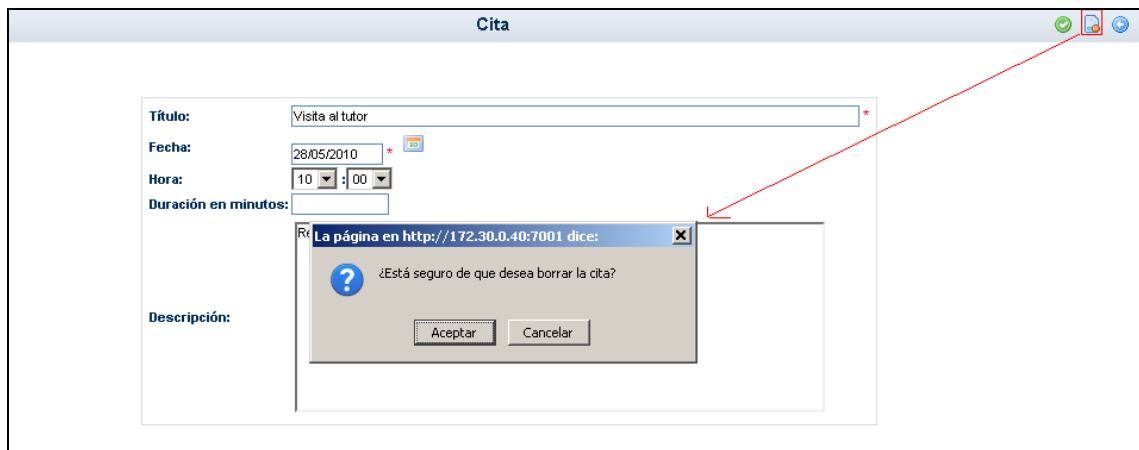 Cita
Título: Visita al tutor *
Fecha: 28/05/2010 *
Hora: 10 : 00
Duración en minutos:
La página en http://172.30.0.40:7001 dice:
¿Está seguro de que desea borrar la cita?
Aceptar Cancelar
Descripción: